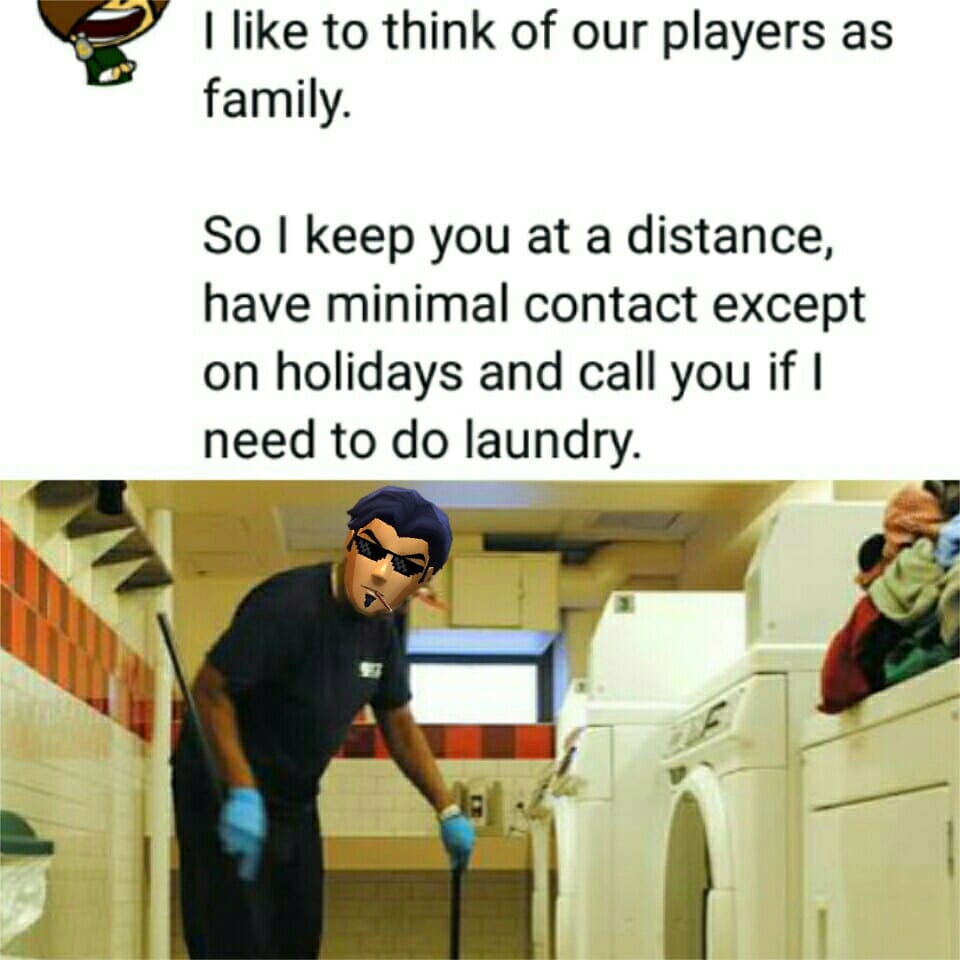 I like to think of our players as
family.
So I keep you at a distance,
have minimal contact except
on holidays and call you if I
need to do laundry.
3